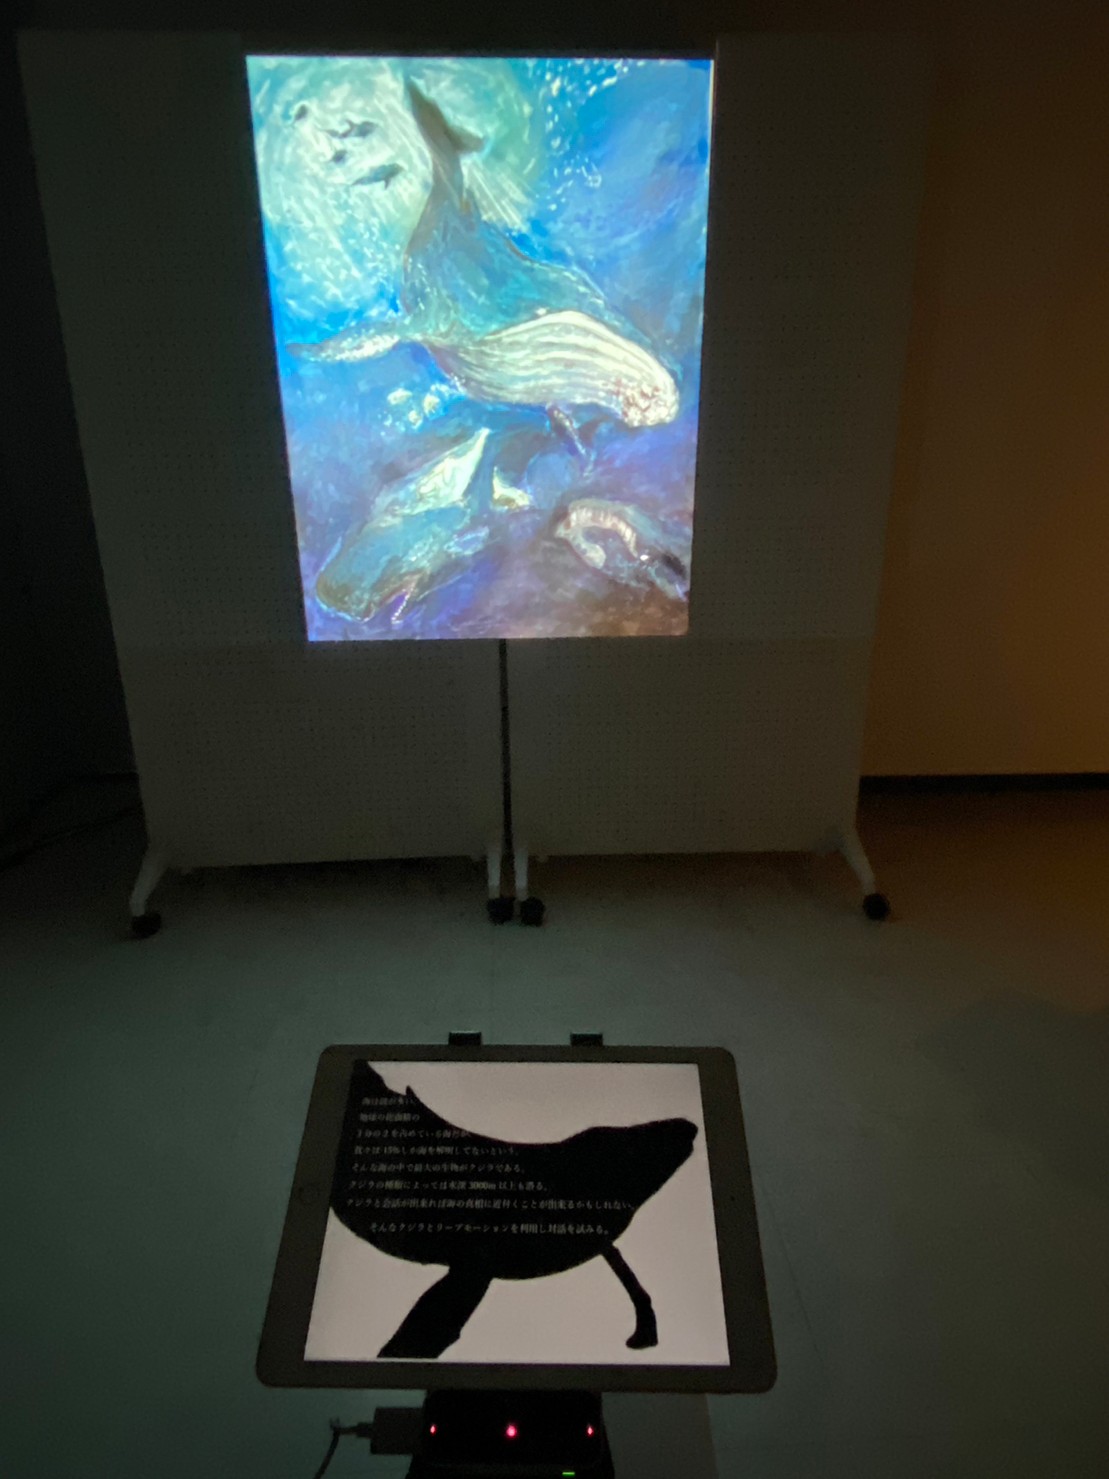 海は謎が多い。
地球の表面積の
3分の2を占めている海だが、
我々は15%しか海を解明してないという。
そんな海の中で最大の生物がクジラである。
クジラの種類によっては水深3000m以上も潜る。
クジラと会話が出来れば海の真相に近付くことが出来るかもしれない。
そんなクジラとリープモーションを利用し対話を試みる。